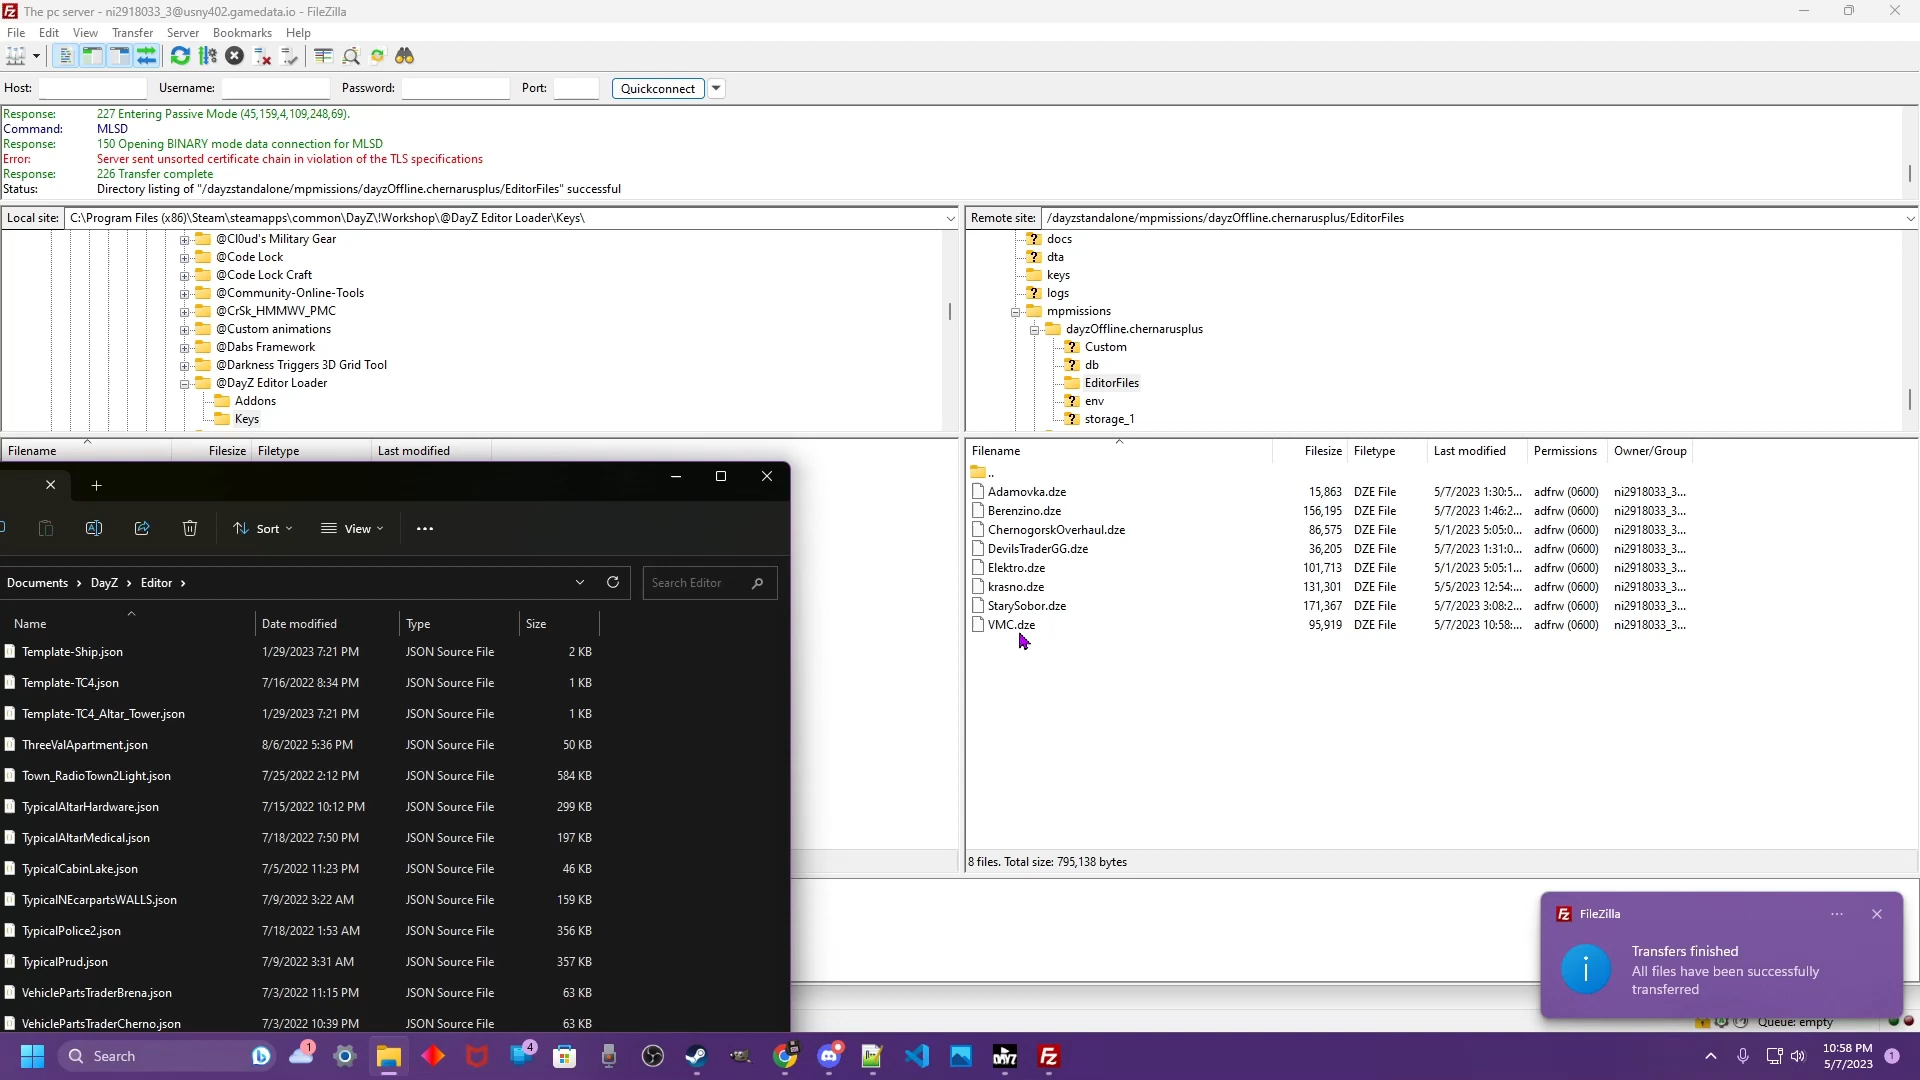 The pc server - ni2918033_3@usny402.gamedata.io - FileZilla
File Edit View Transfer Server Bookmarks Help
Host: Username: Password: Port: Quickconnect
Response: 227 Entering Passive Mode (45,159,4,109,248,69).
Command: MLSD
Response: 150 Opening BINARY mode data connection for MLSD
Error: Server sent unsorted certificate chain in violation of the TLS specifications
Response: 226 Transfer complete
Status: Directory listing of "/dayzstandalone/mpmissions/dayzOffline.chernarusplus/EditorFiles" successful
Local site: C:\Program Files (x86)\Steam\steamapps\common\DayZ\!Workshop\@DayZ Editor Loader\Keys\
@Cl0ud's Military Gear
@Code Lock
@Code Lock Craft
@Community-Online-Tools
@CrSk_HMMWV_PMC
@Custom animations
@Dabs Framework
@Darkness Triggers 3D Grid Tool
@DayZ Editor Loader
Addons
Keys
Remote site: /dayzstandalone/mpmissions/dayzOffline.chernarusplus/EditorFiles
docs
dta
keys
logs
mpmissions
dayzOffline.chernarusplus
Custom
db
EditorFiles
env
storage_1
Filename Filesize Filetype Last modified
Filename Filesize Filetype Last modified Permissions Owner/Group
..
Adamovka.dze 15,863 DZE File 5/7/2023 1:30:5... adfrw (0600) ni2918033_3...
Berenzino.dze 156,195 DZE File 5/7/2023 1:46:2... adfrw (0600) ni2918033_3...
ChernogorskOverhaul.dze 86,575 DZE File 5/1/2023 5:05:0... adfrw (0600) ni2918033_3...
DevilsTraderGG.dze 36,205 DZE File 5/7/2023 1:31:0... adfrw (0600) ni2918033_3...
Elektro.dze 101,713 DZE File 5/1/2023 5:05:1... adfrw (0600) ni2918033_3...
krasno.dze 131,301 DZE File 5/5/2023 12:54:... adfrw (0600) ni2918033_3...
StarySobor.dze 171,367 DZE File 5/7/2023 3:08:2... adfrw (0600) ni2918033_3...
VMC.dze 95,919 DZE File 5/7/2023 10:58:... adfrw (0600) ni2918033_3...
8 files. Total size: 795,138 bytes
Sort View
Documents > DayZ > Editor > Search Editor
Name Date modified Type Size
Template-Ship.json 1/29/2023 7:21 PM JSON Source File 2 KB
Template-TC4.json 7/16/2022 8:34 PM JSON Source File 1 KB
Template-TC4_Altar_Tower.json 1/29/2023 7:21 PM JSON Source File 1 KB
ThreeValApartment.json 8/6/2022 5:36 PM JSON Source File 50 KB
Town_RadioTown2Light.json 7/25/2022 2:12 PM JSON Source File 584 KB
TypicalAltarHardware.json 7/15/2022 10:12 PM JSON Source File 299 KB
TypicalAltarMedical.json 7/18/2022 7:50 PM JSON Source File 197 KB
TypicalCabinLake.json 7/5/2022 11:23 PM JSON Source File 46 KB
TypicalNEcarpartsWALLS.json 7/9/2022 3:22 AM JSON Source File 159 KB
TypicalPolice2.json 7/18/2022 1:53 AM JSON Source File 356 KB
TypicalPrud.json 7/9/2022 3:31 AM JSON Source File 357 KB
VehiclePartsTraderBrena.json 7/3/2022 11:15 PM JSON Source File 63 KB
VehiclePartsTraderCherno.json 7/3/2022 10:39 PM JSON Source File 63 KB
FileZilla
Transfers finished
All files have been successfully
transferred
Queue: empty
Search 1 4 DAYZ 10:58 PM
5/7/2023 1